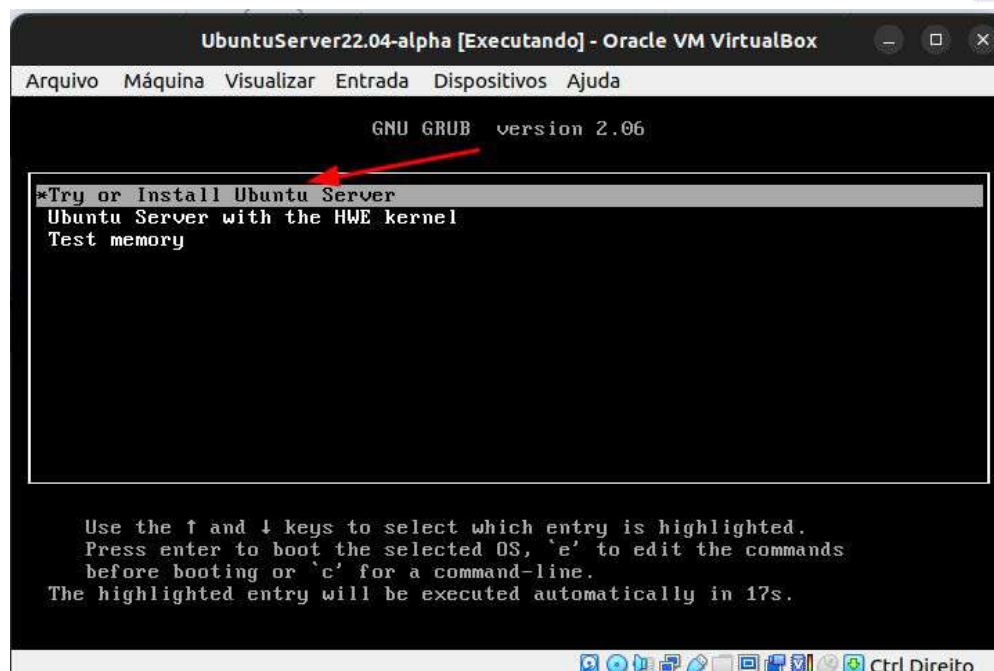 UbuntuServer22.04-alpha [Executando] - Oracle VM VirtualBox
Arquivo Máquina Visualizar Entrada Dispositivos Ajuda
GNU GRUB version 2.06
*Try or Install Ubuntu Server
Ubuntu Server with the HWE kernel
Test memory
Use the ↑ and ↓ keys to select which entry is highlighted.
Press enter to boot the selected OS, `e' to edit the commands
before booting or `c' for a command-line.
The highlighted entry will be executed automatically in 17s.
Ctrl Direito